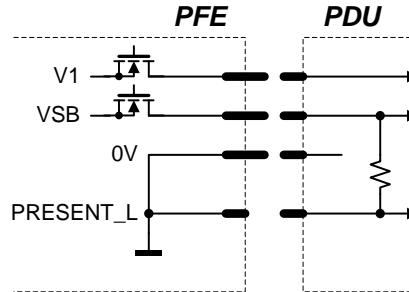 PFE PDU
V1
VSB
0V
PRESENT_L